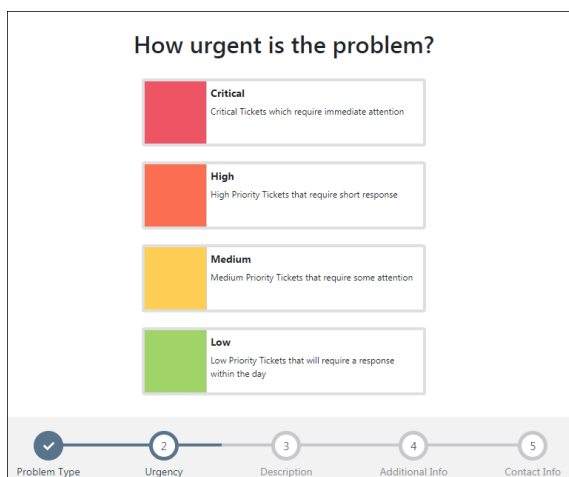 How urgent is the problem?
Critical
Critical Tickets which require immediate attention
High
High Priority Tickets that require short response
Medium
Medium Priority Tickets that require some attention
Low
Low Priority Tickets that will require a response
within the day
2
3
4
5
Problem Type
Urgency
Description
Additional Info
Contact Info